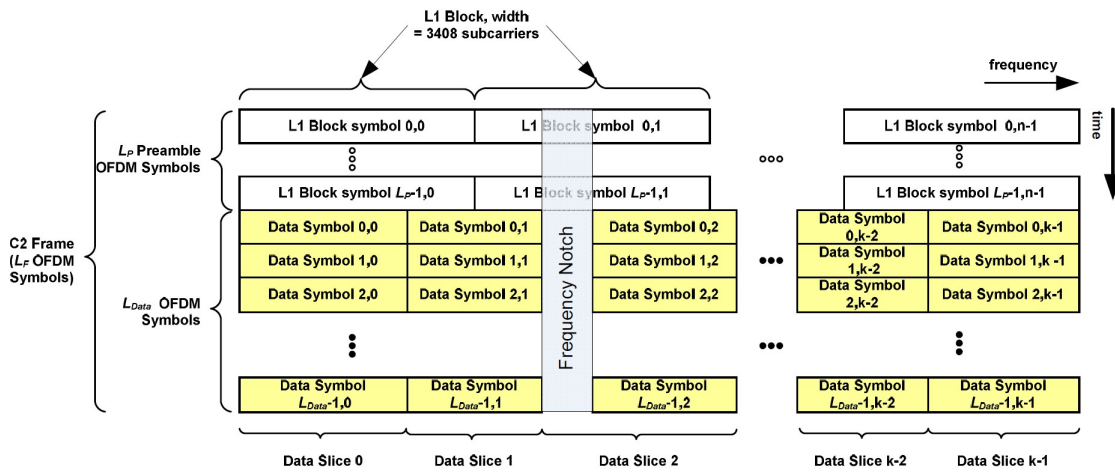 L1 Block, width
= 3408 subcarriers
frequency
time
L1 Block symbol 0,0
L1 Block symbol 0,1
L1 Block symbol 0,n-1
LP Preamble
OFDM Symbols
L1 Block symbol LP-1,0
L1 Block symbol LP-1,1
L1 Block symbol LP-1,n-1
C2 Frame
(LF OFDM
Symbols)
Data Symbol 0,0
Data Symbol 0,1
Data Symbol 0,2
Data Symbol
0,k-2
Data Symbol 0,k-1
Data Symbol 1,0
Data Symbol 1,1
Data Symbol 1,2
Data Symbol
1,k-2
Data Symbol 1,k -1
Data Symbol 2,0
Data Symbol 2,1
Data Symbol 2,2
Data Symbol
2,k-2
Data Symbol 2,k-1
LData OFDM
Symbols
Frequency Notch
Data Symbol
LData-1,0
Data Symbol
LData-1,1
Data Symbol
LData-1,2
Data Symbol
LData-1,k-2
Data Symbol
LData-1,k-1
Data Slice 0
Data Slice 1
Data Slice 2
Data Slice k-2
Data Slice k-1